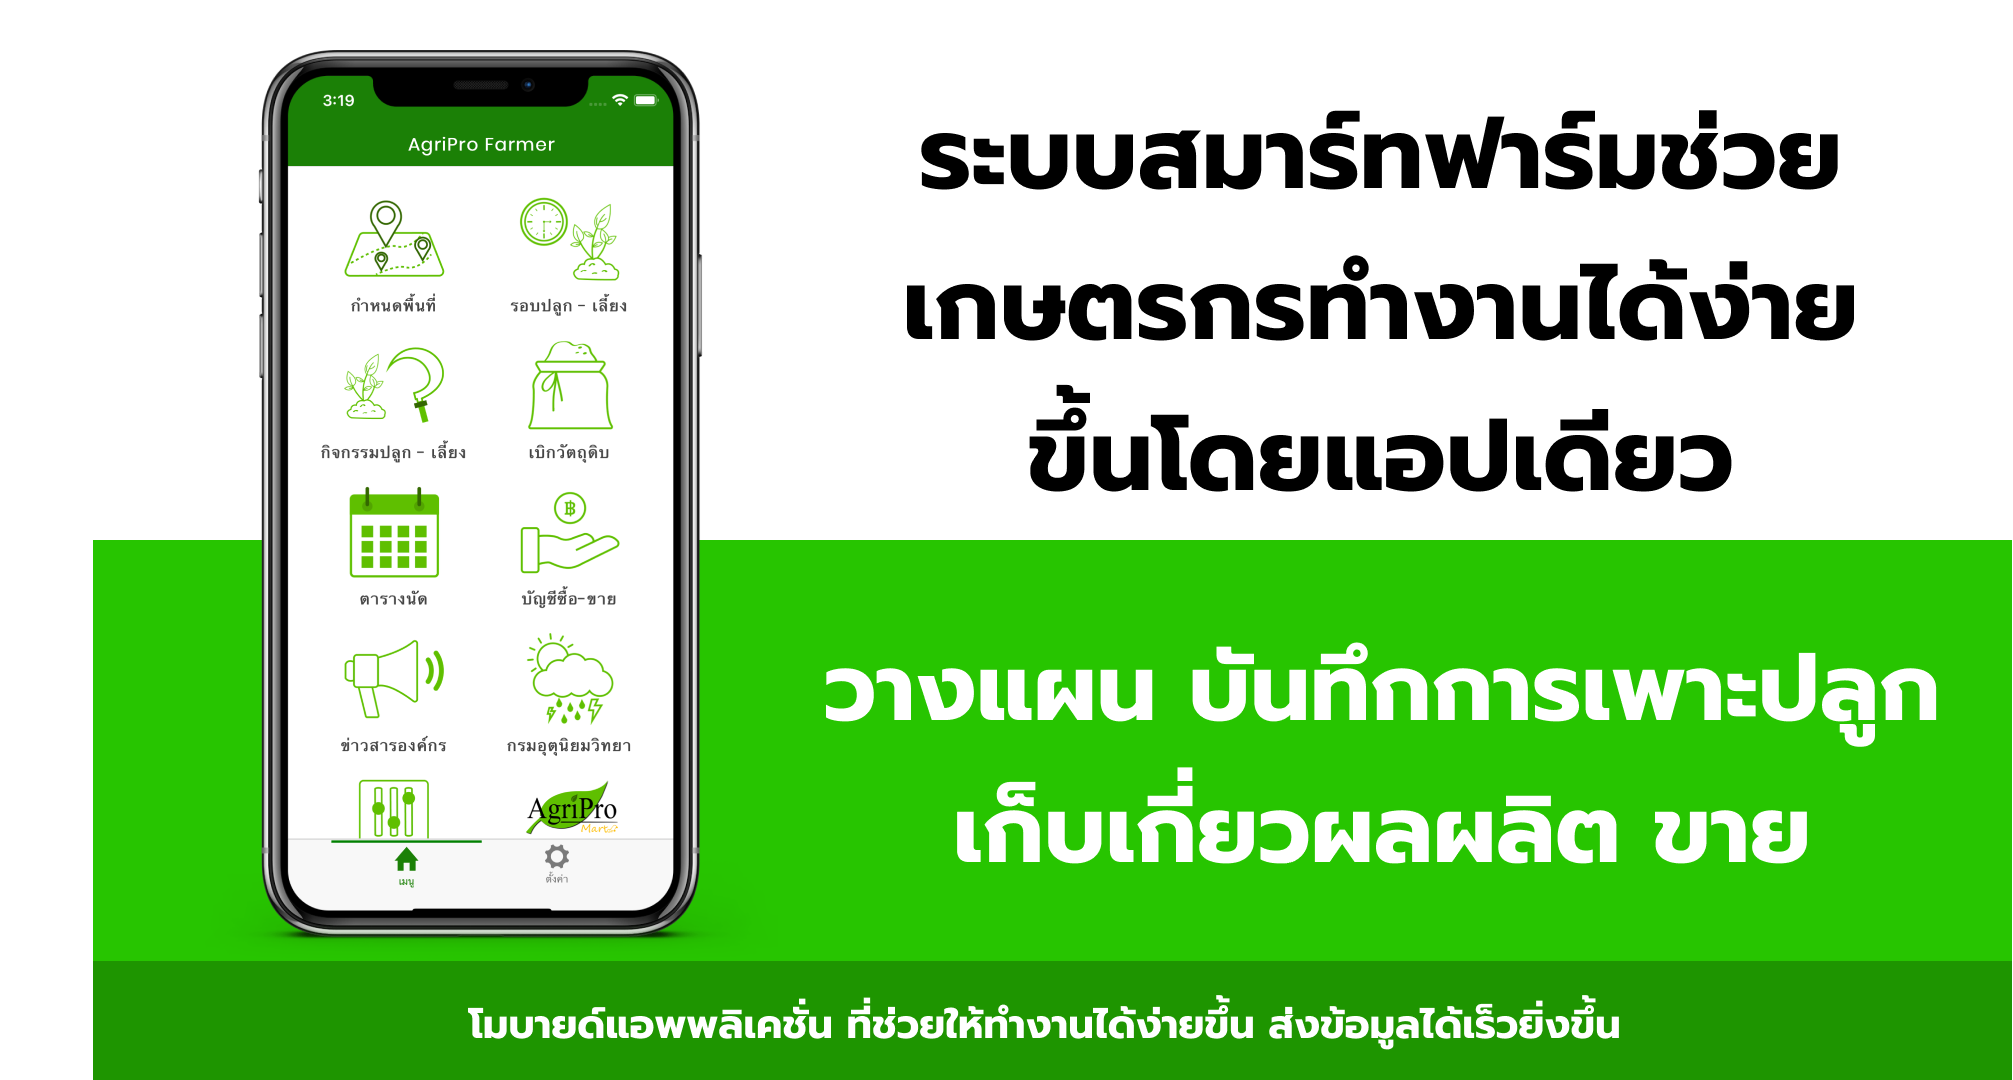 3:19
AgriPro Farmer
กำหนดพื้นที่
รอบปลูก - เลี้ยง
กิจกรรมปลูก - เลี้ยง
เบิกวัตถุดิบ
ตารางนัด
บัญชีซื้อ-ขาย
ข่าวสารองค์กร
กรมอุตุนิยมวิทยา
AgriPro
Mart
เมนู
ตั้งค่า
ระบบสมาร์ทฟาร์มช่วย
เกษตรกรทำงานได้ง่าย
ขึ้นโดยแอปเดียว
วางแผน บันทึกการเพาะปลูก
เก็บเกี่ยวผลผลิต ขาย
โมบายด์แอพพลิเคชั่น ที่ช่วยให้ทำงานได้ง่ายขึ้น ส่งข้อมูลได้เร็วยิ่งขึ้น